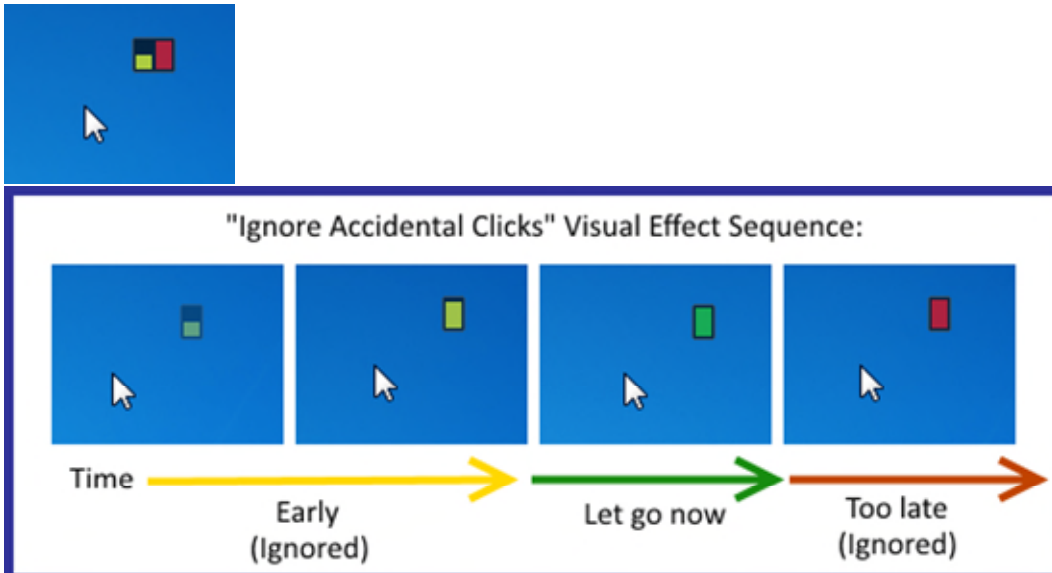 "Ignore Accidental Clicks" Visual Effect Sequence:
Time
Early
(Ignored)
Let go now
Too late
(Ignored)